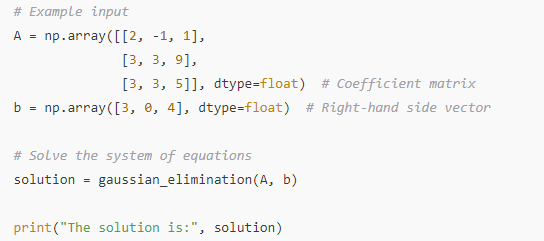 # Example input
A = np.array([[2, -1, 1],
              [3, 3, 9],
              [3, 3, 5]], dtype=float)  # Coefficient matrix
b = np.array([3, 0, 4], dtype=float)  # Right-hand side vector
# Solve the system of equations
solution = gaussian_elimination(A, b)
print("The solution is:", solution)